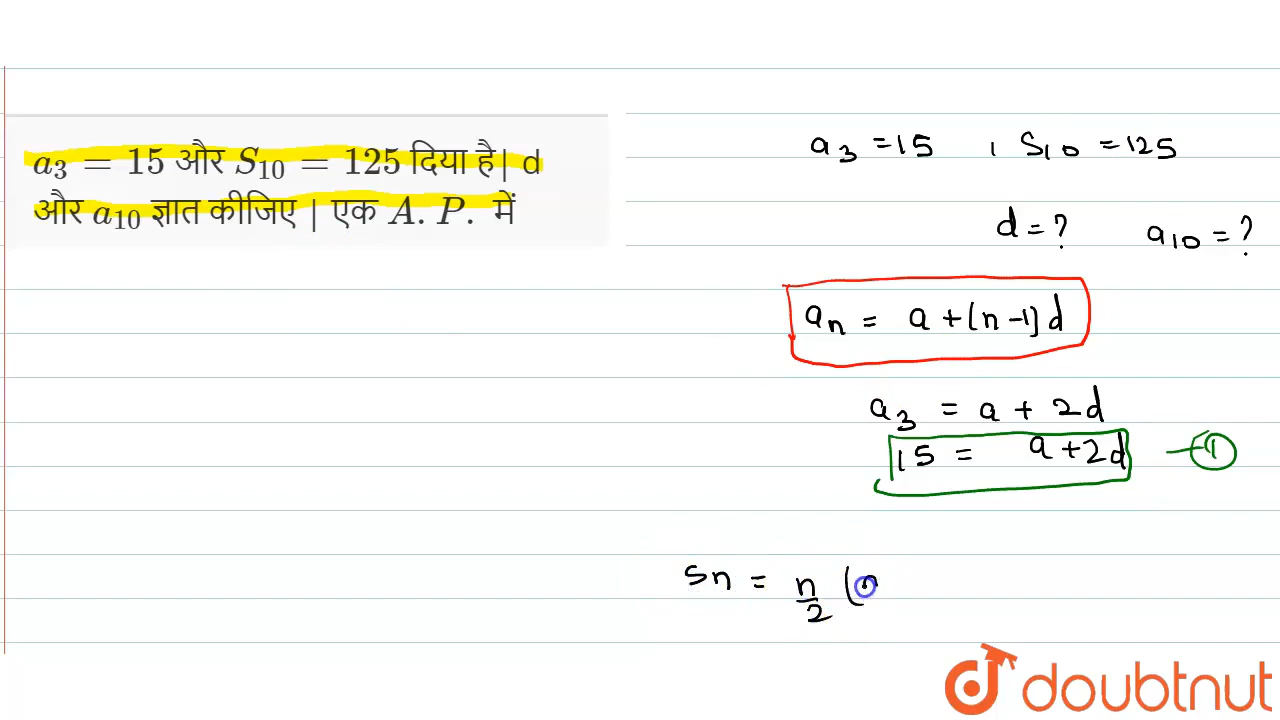 a₃ = 15 और S₁₀ = 125 दिया है| d
और a₁₀ ज्ञात कीजिए | एक A. P. में
a₃ = 15 , S₁₀ = 125
d = ? a₁₀ = ?
aₙ = a + (n-1) d
a₃ = a + 2d
15 = a + 2d — ①
Sn = n/2 (
doubtnut